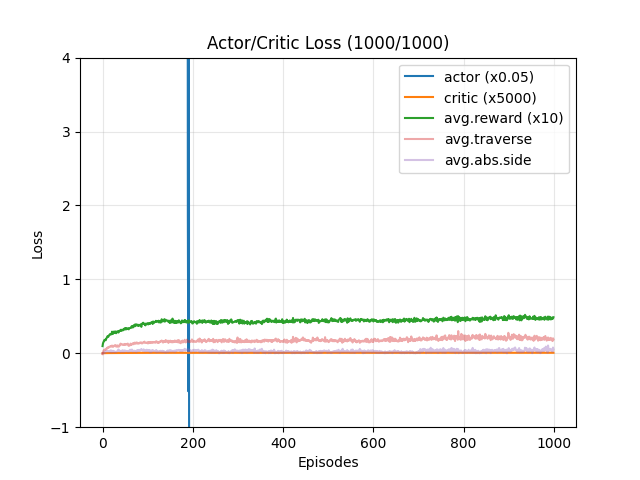 Actor/Critic Loss (1000/1000)
actor (x0.05)
critic (x5000)
avg.reward (x10)
avg.traverse
avg.abs.side
4
3
2
1
0
−1
Loss
0
200
400
600
800
1000
Episodes